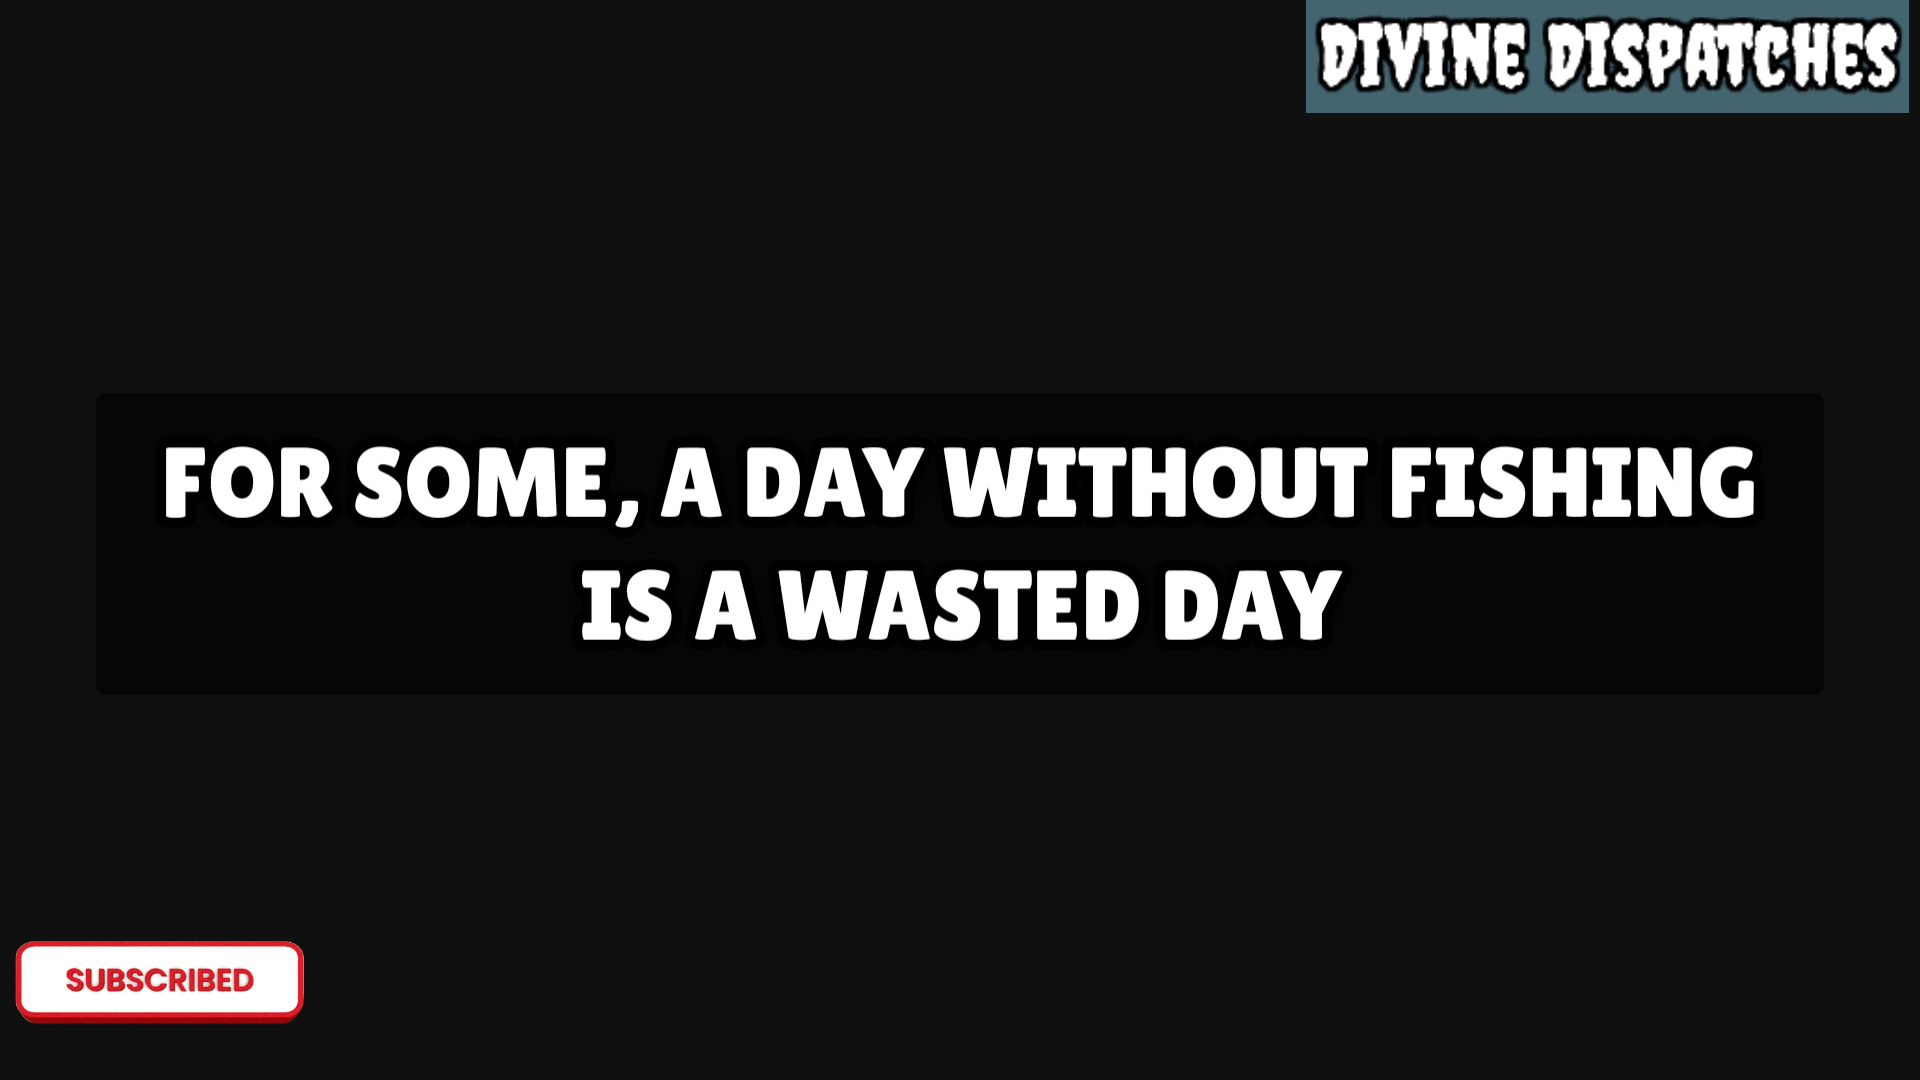 DIVINE DISPATCHES
FOR SOME, A DAY WITHOUT FISHING
IS A WASTED DAY
SUBSCRIBED